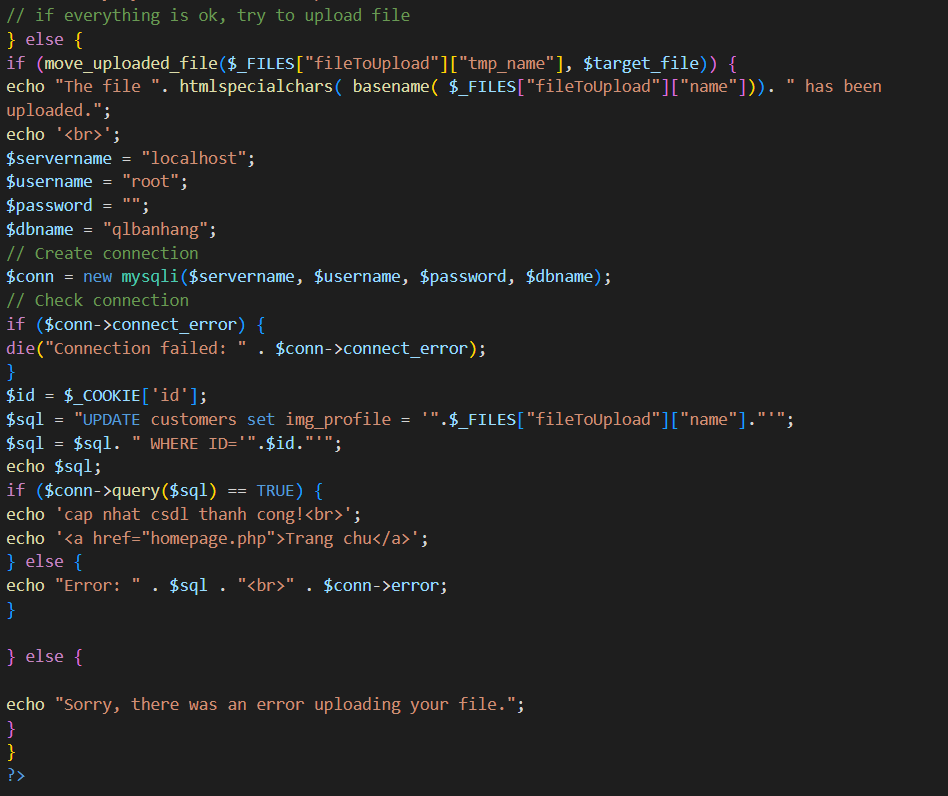 // if everything is ok, try to upload file
} else {
if (move_uploaded_file($_FILES["fileToUpload"]["tmp_name"], $target_file)) {
echo "The file ". htmlspecialchars( basename( $_FILES["fileToUpload"]["name"])). " has been
uploaded.";
echo '<br>';
$servername = "localhost";
$username = "root";
$password = "";
$dbname = "qlbanhang";
// Create connection
$conn = new mysqli($servername, $username, $password, $dbname);
// Check connection
if ($conn->connect_error) {
die("Connection failed: " . $conn->connect_error);
}
$id = $_COOKIE['id'];
$sql = "UPDATE customers set img_profile = '".$_FILES["fileToUpload"]["name"]."'";
$sql = $sql. " WHERE ID='".$id."'";
echo $sql;
if ($conn->query($sql) == TRUE) {
echo 'cap nhat csdl thanh cong!<br>';
echo '<a href="homepage.php">Trang chu</a>';
} else {
echo "Error: " . $sql . "<br>" . $conn->error;
}
} else {
echo "Sorry, there was an error uploading your file.";
}
}
?>